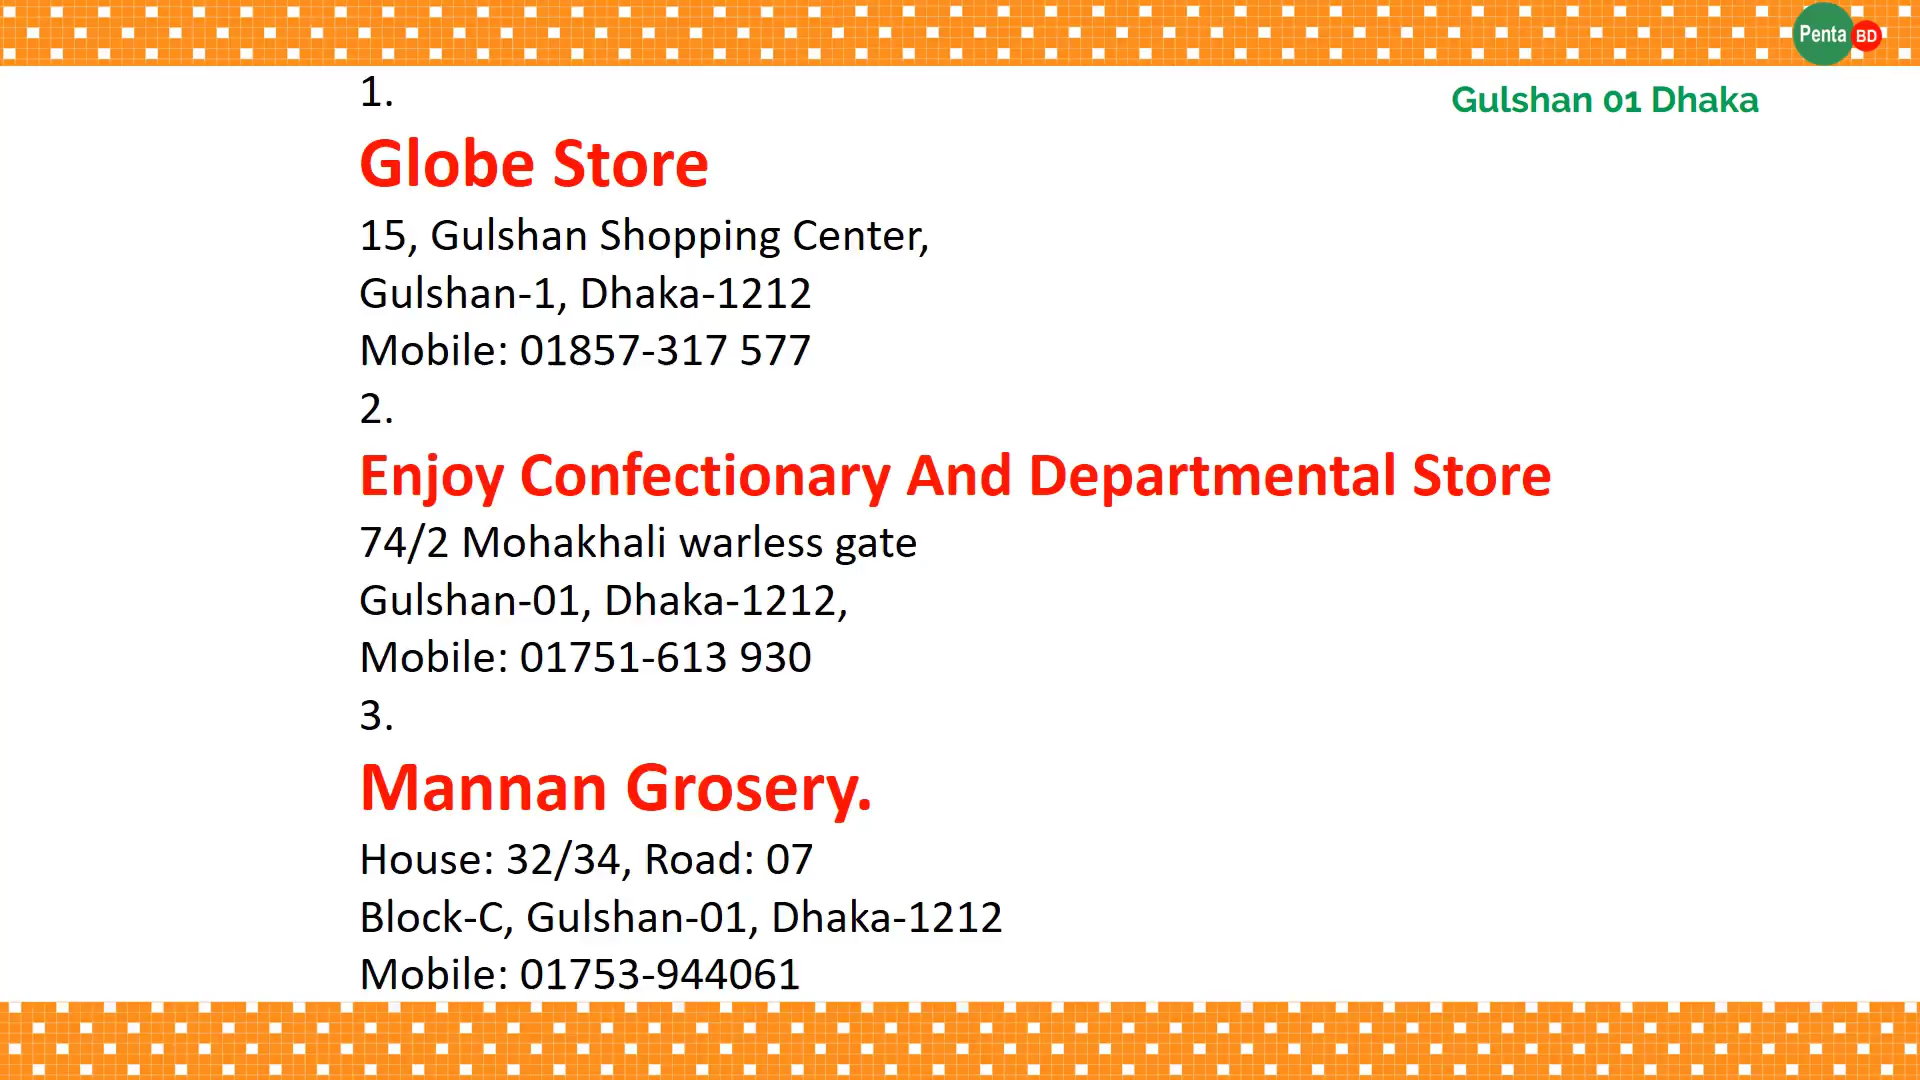 Penta BD
Gulshan 01 Dhaka
1.
Globe Store
15, Gulshan Shopping Center,
Gulshan-1, Dhaka-1212
Mobile: 01857-317 577
2.
Enjoy Confectionary And Departmental Store
74/2 Mohakhali warless gate
Gulshan-01, Dhaka-1212,
Mobile: 01751-613 930
3.
Mannan Grosery.
House: 32/34, Road: 07
Block-C, Gulshan-01, Dhaka-1212
Mobile: 01753-944061